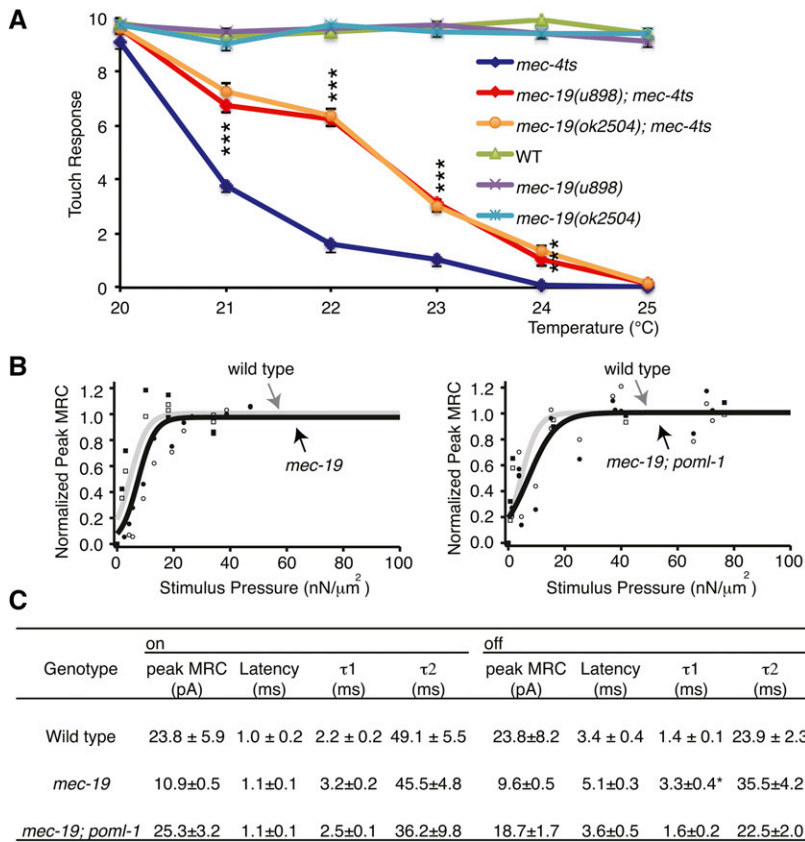 A
10
8
6
4
2
0
Touch Response
***
***
***
***
mec-4ts
mec-19(u898); mec-4ts
mec-19(ok2504); mec-4ts
WT
mec-19(u898)
mec-19(ok2504)
20 21 22 23 24 25
Temperature (°C)
B
wild type
1.2
1.0
0.8
0.6
0.4
0.2
0.0
Normalized Peak MRC
mec-19
0 20 40 60 80 100
Stimulus Pressure (nN/μm²)
wild type
1.2
1.0
0.8
0.6
0.4
0.2
0.0
Normalized Peak MRC
mec-19; poml-1
0 20 40 60 80 100
Stimulus Pressure (nN/μm²)
C
on off
Genotype peak MRC (pA) Latency (ms) τ1 (ms) τ2 (ms) peak MRC (pA) Latency (ms) τ1 (ms) τ2 (ms)
Wild type 23.8 ± 5.9 1.0 ± 0.2 2.2 ± 0.2 49.1 ± 5.5 23.8±8.2 3.4 ± 0.4 1.4 ± 0.1 23.9 ± 2.3
mec-19 10.9±0.5 1.1±0.1 3.2±0.2 45.5±4.8 9.6±0.5 5.1±0.3 3.3±0.4* 35.5±4.2
mec-19; poml-1 25.3±3.2 1.1±0.1 2.5±0.1 36.2±9.8 18.7±1.7 3.6±0.5 1.6±0.2 22.5±2.0